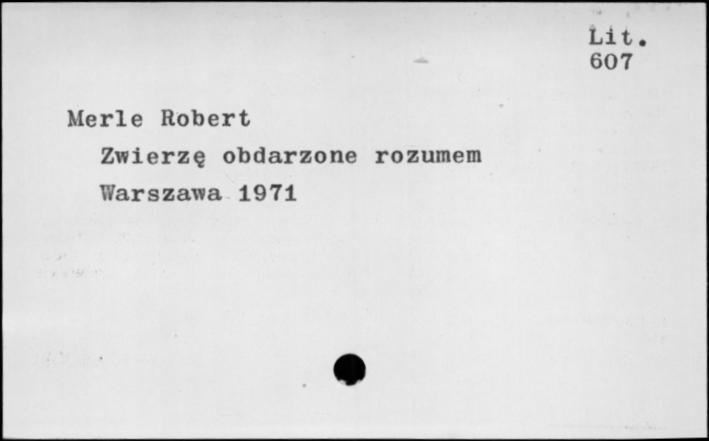 Lit.
607
Merle Robert
Zwierzę obdarzone rozumem
Warszawa 1971